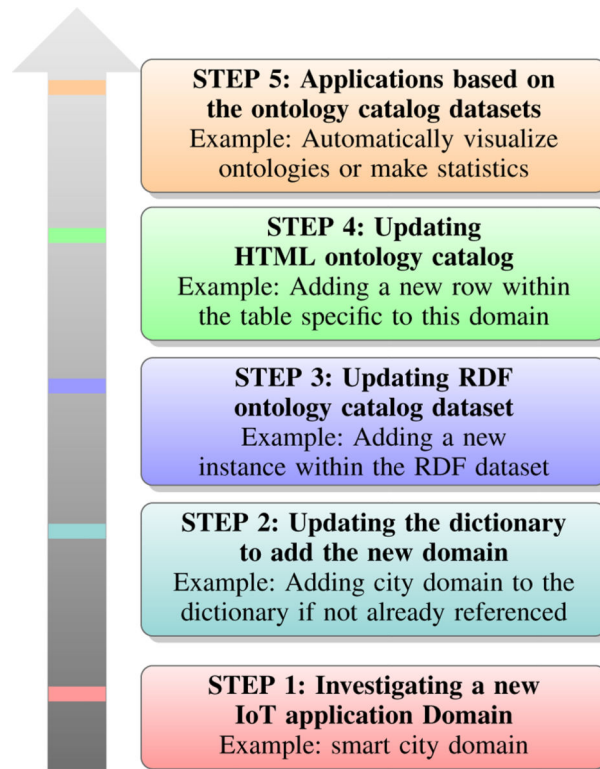 STEP 5: Applications based on
the ontology catalog datasets
Example: Automatically visualize
ontologies or make statistics
STEP 4: Updating
HTML ontology catalog
Example: Adding a new row within
the table specific to this domain
STEP 3: Updating RDF
ontology catalog dataset
Example: Adding a new
instance within the RDF dataset
STEP 2: Updating the dictionary
to add the new domain
Example: Adding city domain to the
dictionary if not already referenced
STEP 1: Investigating a new
IoT application Domain
Example: smart city domain